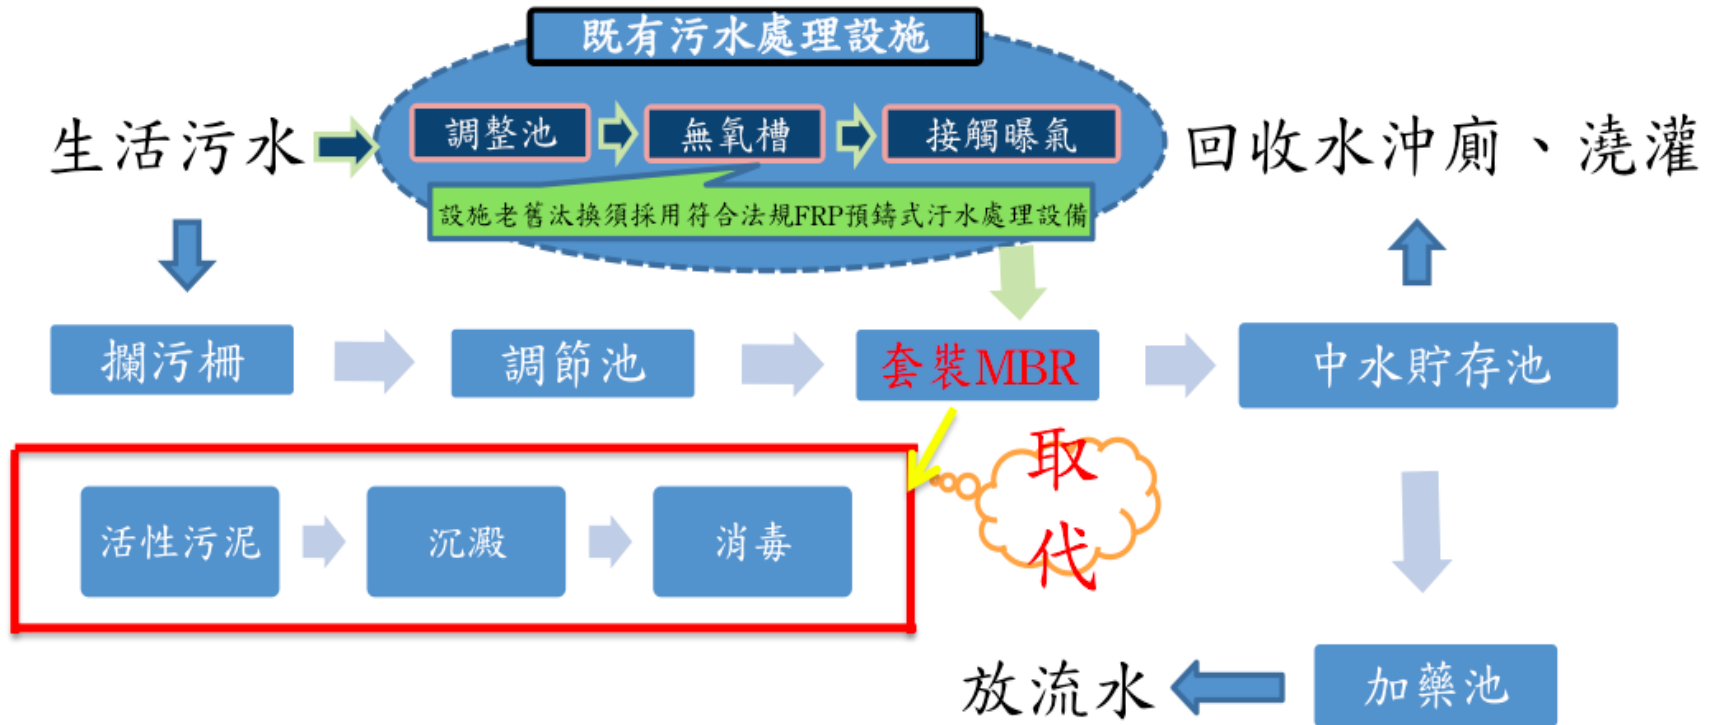 既有污水處理設施
生活污水
調整池
無氧槽
接觸曝氣
回收水沖廁、澆灌
設施老舊汰換須採用符合法規FRP預鑄式汙水處理設備
攔污柵
調節池
套裝MBR
中水貯存池
取
代
活性污泥
沉澱
消毒
放流水
加藥池